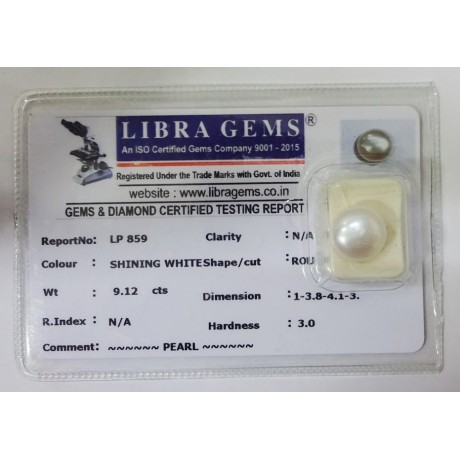 LIBRA GEMS ®
An ISO Certified Gems Company 9001 - 2015
Registered Under the Trade Marks with Govt. of India
website : www.libragems.co.in
GEMS & DIAMOND CERTIFIED TESTING REPORT
ReportNo: LP 859 Clarity : N/A
Colour : SHINING WHITE Shape/cut : ROU
Wt : 9.12 cts Dimension : 1-3.8-4.1-3.
R.Index : N/A Hardness : 3.0
Comment: ~~~~~~ PEARL ~~~~~~